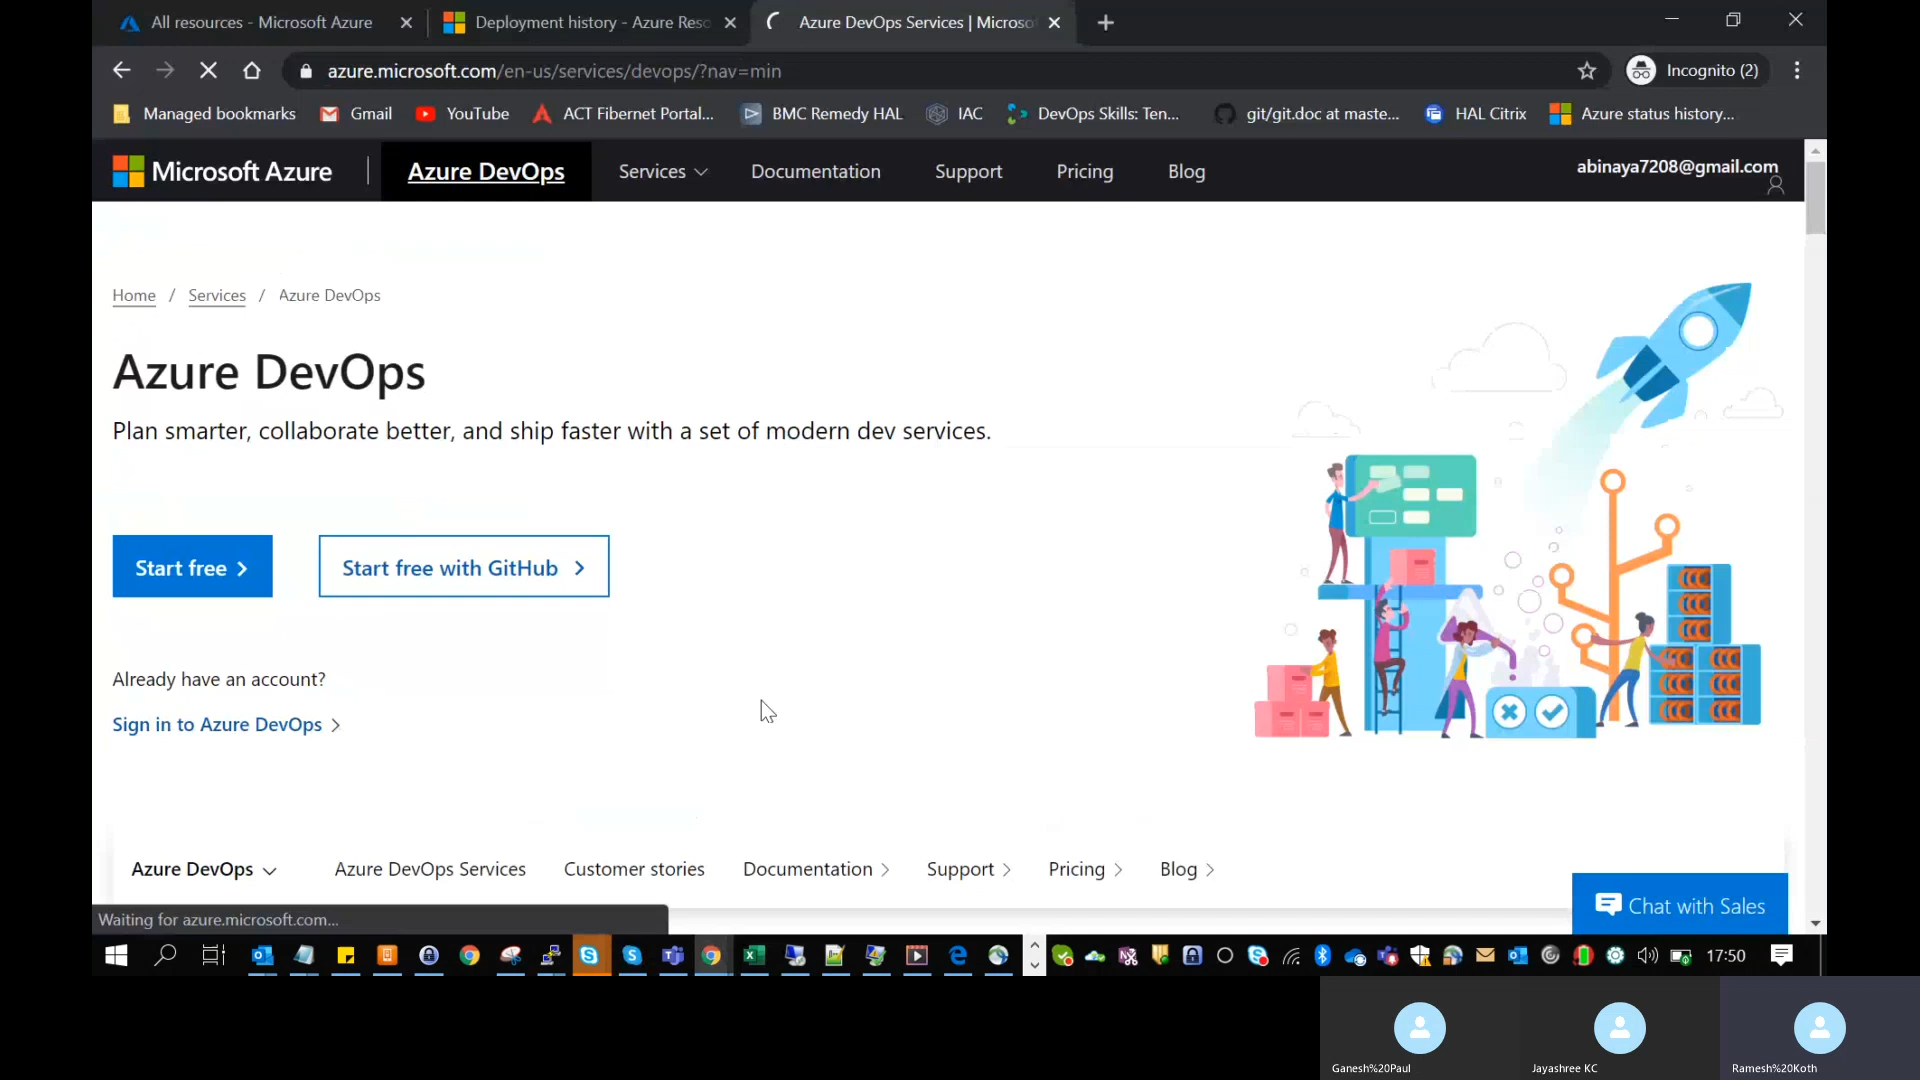 All resources - Microsoft Azure
Deployment history - Azure Reso
Azure DevOps Services | Microsof
azure.microsoft.com/en-us/services/devops/?nav=min
Incognito (2)
Managed bookmarks
Gmail
YouTube
ACT Fibernet Portal...
BMC Remedy HAL
IAC
DevOps Skills: Ten...
git/git.doc at maste...
HAL Citrix
Azure status history...
Microsoft Azure
Azure DevOps
Services
Documentation
Support
Pricing
Blog
abinaya7208@gmail.com
Home / Services / Azure DevOps
Azure DevOps
Plan smarter, collaborate better, and ship faster with a set of modern dev services.
Start free
Start free with GitHub
Already have an account?
Sign in to Azure DevOps
Azure DevOps
Azure DevOps Services
Customer stories
Documentation
Support
Pricing
Blog
Chat with Sales
Waiting for azure.microsoft.com...
17:50
Ganesh%20Paul
Jayashree KC
Ramesh%20Koth